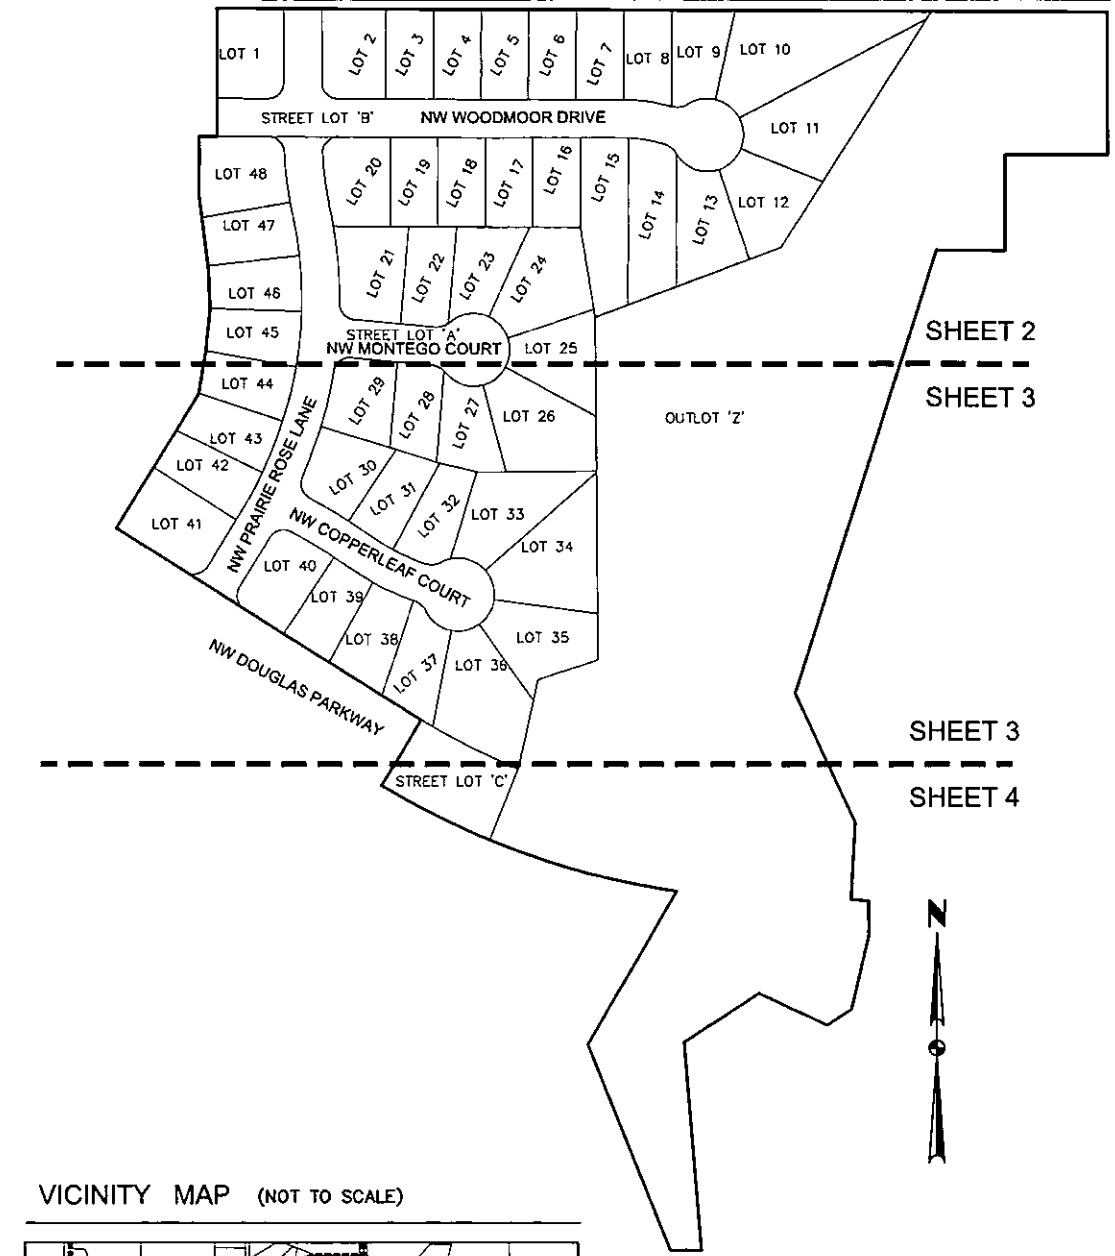 LOT 1
LOT 2
LOT 3
LOT 4
LOT 5
LOT 6
LOT 7
LOT 8
LOT 9
LOT 10
LOT 11
STREET LOT 'B'
NW WOODMOOR DRIVE
LOT 48
LOT 20
LOT 19
LOT 18
LOT 17
LOT 16
LOT 15
LOT 14
LOT 13
LOT 12
LOT 47
LOT 21
LOT 22
LOT 23
LOT 24
LOT 46
LOT 45
STREET LOT 'A'
NW MONTEGO COURT
LOT 25
SHEET 2
SHEET 3
LOT 44
LOT 29
LOT 28
LOT 27
LOT 26
OUTLOT 'Z'
LOT 43
LOT 42
NW PRAIRIE ROSE LANE
LOT 30
LOT 31
LOT 32
LOT 33
LOT 41
NW COPPERLEAF COURT
LOT 34
LOT 40
LOT 39
LOT 38
LOT 37
LOT 36
LOT 35
NW DOUGLAS PARKWAY
SHEET 3
STREET LOT 'C'
SHEET 4
N
VICINITY MAP (NOT TO SCALE)